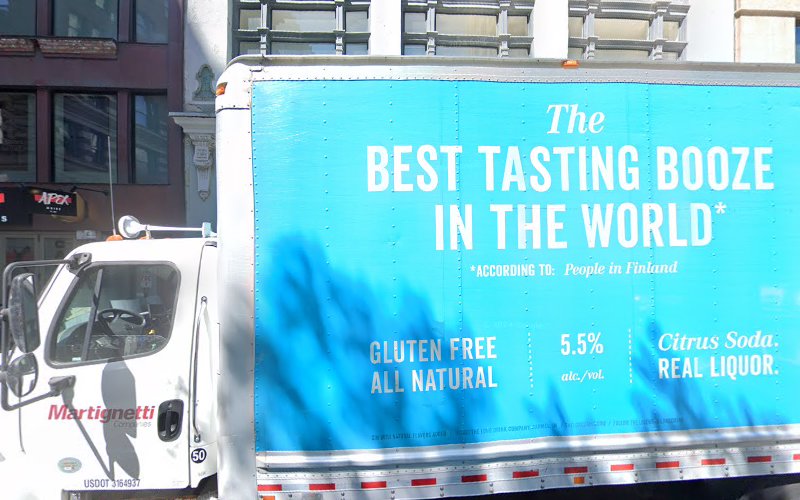 The
BEST TASTING BOOZE
IN THE WORLD*
*ACCORDING TO: People in Finland
GLUTEN FREE
ALL NATURAL
5.5%
alc./vol.
Citrus Soda.
REAL LIQUOR.
APEX
Martignetti
Companies
50
USDOT 3164937